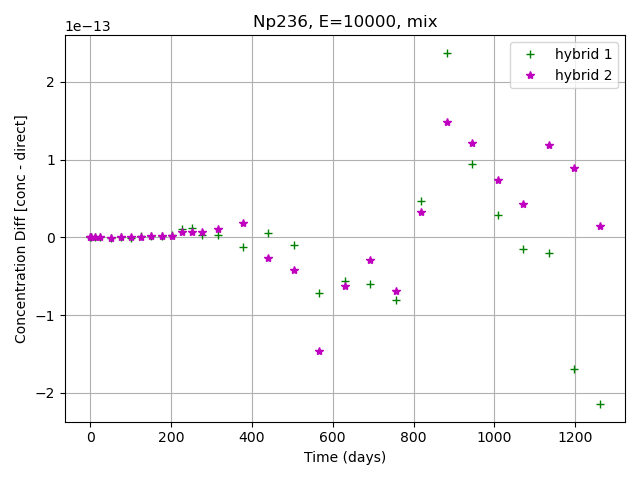 Np236, E=10000, mix
1e−13
hybrid 1
hybrid 2
2
1
0
−1
−2
Concentration Diff [conc - direct]
0 200 400 600 800 1000 1200
Time (days)